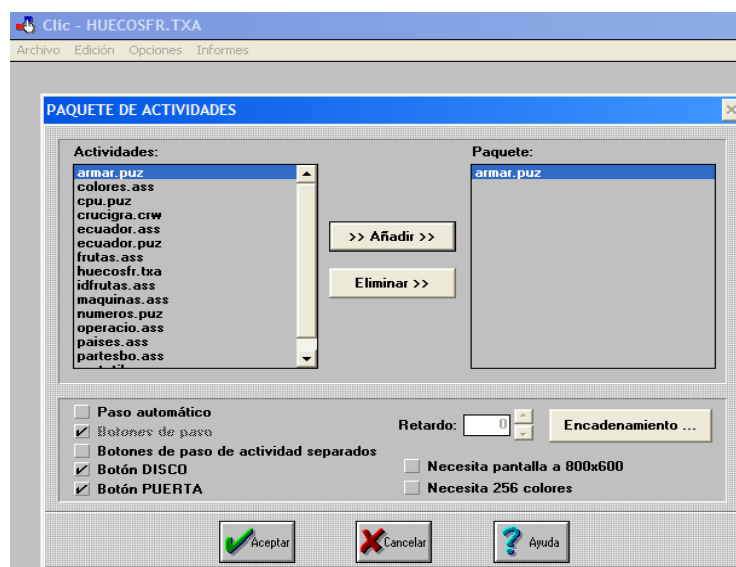 Clic - HUECOSFR.TXA
Archivo Edición Opciones Informes
PAQUETE DE ACTIVIDADES
Actividades:
armar.puz
colores.ass
cpu.puz
crucigra.crw
ecuador.ass
ecuador.puz
frutas.ass
huecosfr.txa
idfrutas.ass
maquinas.ass
numeros.puz
operacio.ass
paises.ass
partesbo.ass
>> Añadir >>
Eliminar >>
Paquete:
armar.puz
Paso automático
Botones de paso
Botones de paso de actividad separados
Botón DISCO
Botón PUERTA
Retardo: 0
Encadenamiento ...
Necesita pantalla a 800x600
Necesita 256 colores
Aceptar
Cancelar
Ayuda